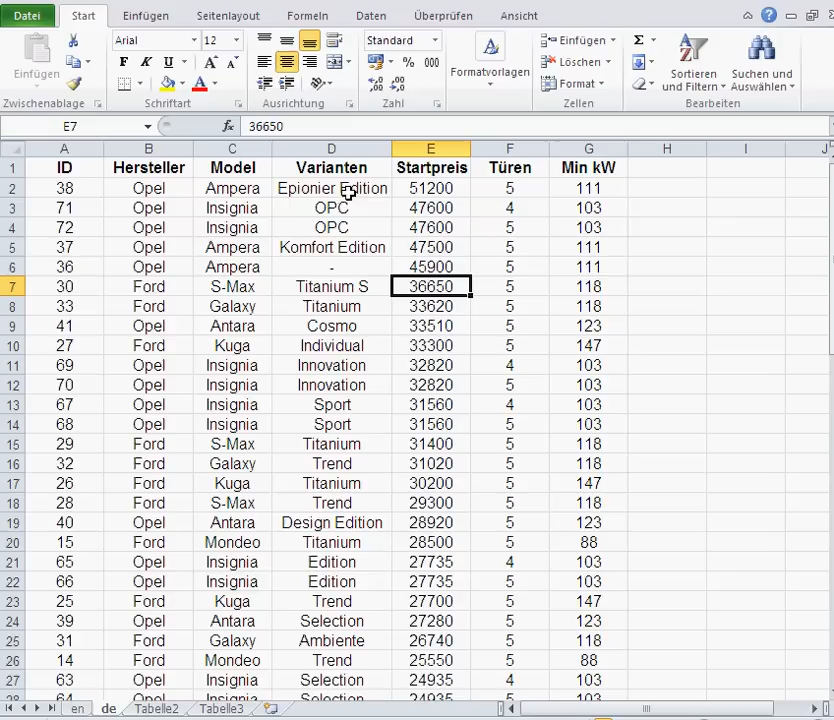 Datei Start Einfügen Seitenlayout Formeln Daten Überprüfen Ansicht
Arial 12 Standard Einfügen Σ
Einfügen F K U A A A % 000 Formatvorlagen Löschen Sortieren und Filtern Suchen und Auswählen
Format
Zwischenablage Schriftart Ausrichtung Zahl Zellen Bearbeiten
E7 fx 36650
A B C D E F G H I J
1 ID Hersteller Model Varianten Startpreis Türen Min kW
2 38 Opel Ampera Epionier Edition 51200 5 111
3 71 Opel Insignia OPC 47600 4 103
4 72 Opel Insignia OPC 47600 5 103
5 37 Opel Ampera Komfort Edition 47500 5 111
6 36 Opel Ampera - 45900 5 111
7 30 Ford S-Max Titanium S 36650 5 118
8 33 Ford Galaxy Titanium 33620 5 118
9 41 Opel Antara Cosmo 33510 5 123
10 27 Ford Kuga Individual 33300 5 147
11 69 Opel Insignia Innovation 32820 4 103
12 70 Opel Insignia Innovation 32820 5 103
13 67 Opel Insignia Sport 31560 4 103
14 68 Opel Insignia Sport 31560 5 103
15 29 Ford S-Max Titanium 31400 5 118
16 32 Ford Galaxy Trend 31020 5 118
17 26 Ford Kuga Titanium 30200 5 147
18 28 Ford S-Max Trend 29300 5 118
19 40 Opel Antara Design Edition 28920 5 123
20 15 Ford Mondeo Titanium 28500 5 88
21 65 Opel Insignia Edition 27735 4 103
22 66 Opel Insignia Edition 27735 5 103
23 25 Ford Kuga Trend 27700 5 147
24 39 Opel Antara Selection 27280 5 123
25 31 Ford Galaxy Ambiente 26740 5 118
26 14 Ford Mondeo Trend 25550 5 88
27 63 Opel Insignia Selection 24935 4 103
28 64 Opel Insignia Selection 24935 5 103
en de Tabelle2 Tabelle3